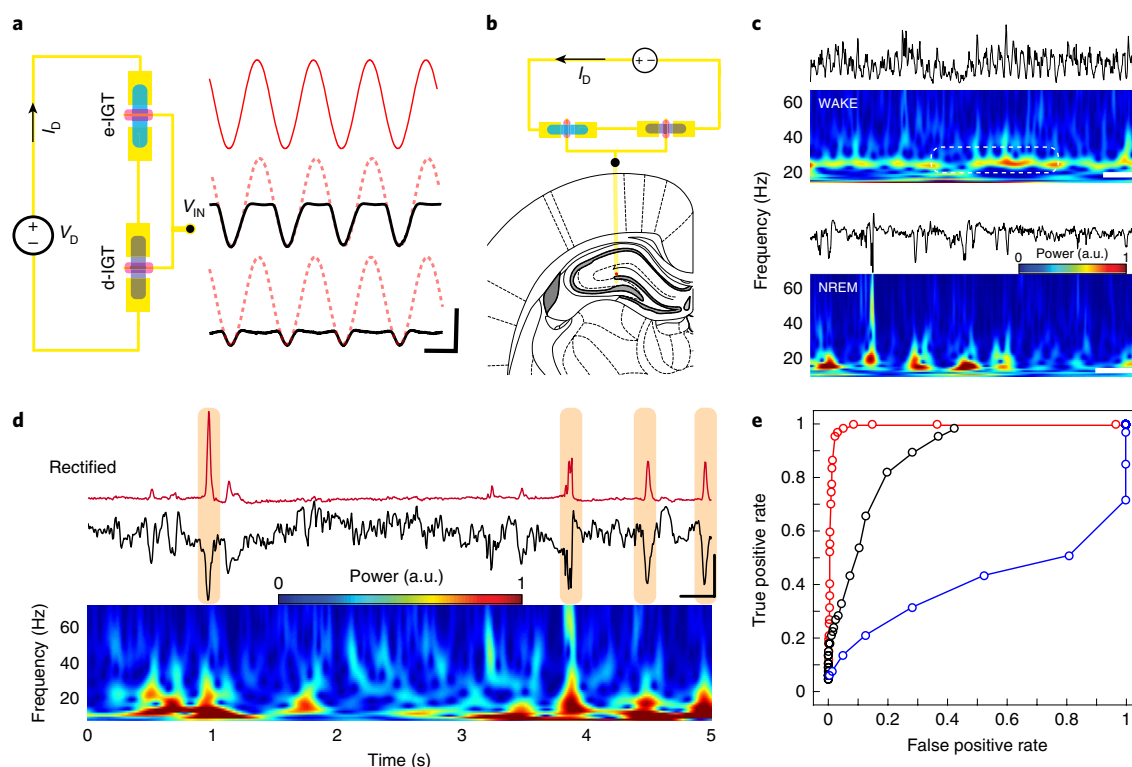 a
e-IGT
I_D
V_D
d-IGT
V_IN
b
I_D
c
WAKE
60
40
20
Frequency (Hz)
0 Power (a.u.) 1
NREM
60
40
20
d
Rectified
0 Power (a.u.) 1
Frequency (Hz)
60
40
20
0 1 2 3 4 5
Time (s)
e
True positive rate
1
0.8
0.6
0.4
0.2
0
0 0.2 0.4 0.6 0.8 1
False positive rate